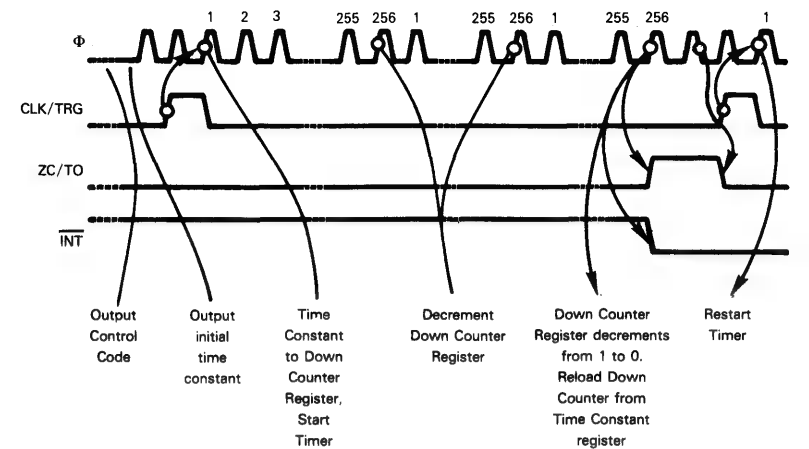 1 2 3 255 256 1 255 256 1 255 256 1
Φ
CLK/TRG
ZC/TO
INT
Output
Control
Code
Output
initial
time
constant
Time
Constant
to Down
Counter
Register,
Start
Timer
Decrement
Down Counter
Register
Down Counter
Register decrements
from 1 to 0.
Reload Down
Counter from
Time Constant
register
Restart
Timer